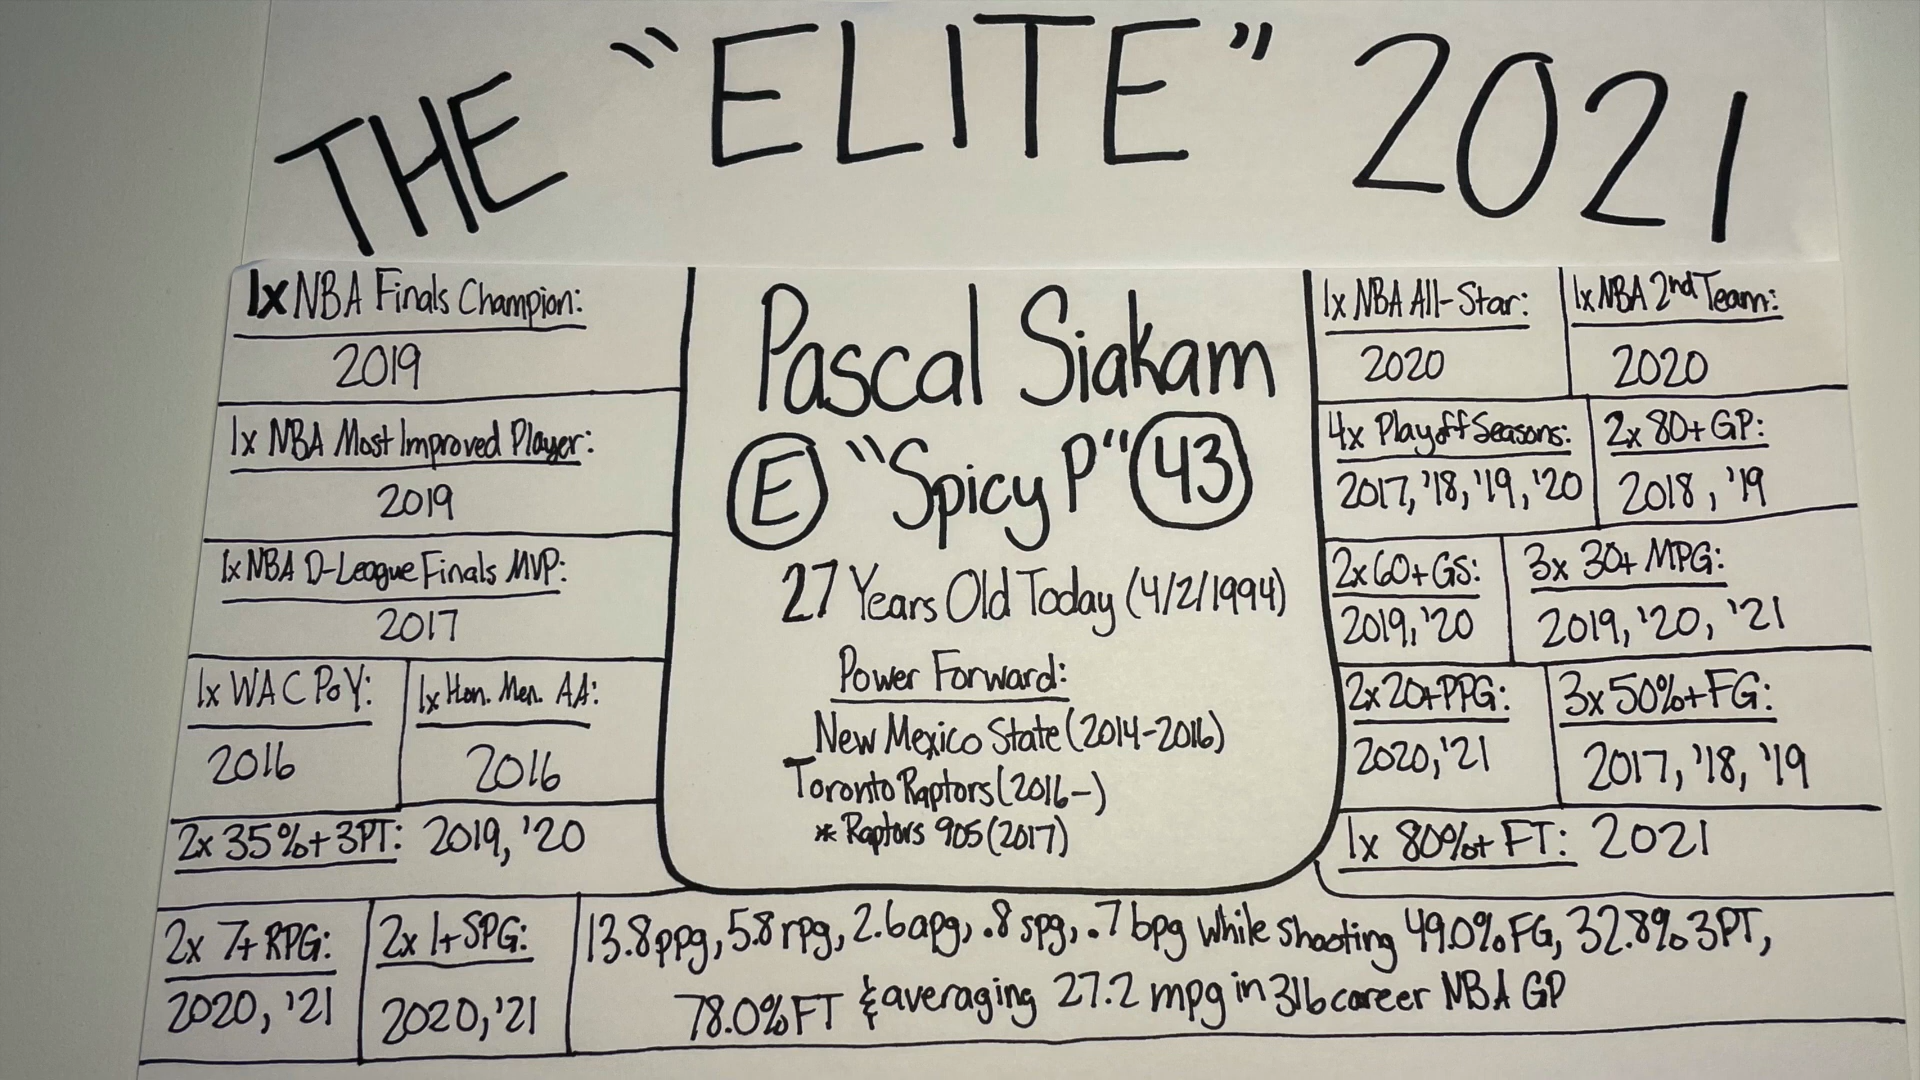 THE "ELITE" 2021
1x NBA Finals Champion:
2019
1x NBA Most Improved Player:
2019
1x NBA D-League Finals MVP:
2017
1x WAC PoY:
2016
1x Hon. Men. AA:
2016
2x 35%+ 3PT: 2019, '20
2x 7+ RPG:
2020, '21
2x 1+ SPG:
2020, '21
Pascal Siakam
E "Spicy P" 43
27 Years Old Today (4/2/1994)
Power Forward:
New Mexico State (2014-2016)
Toronto Raptors (2016-)
* Raptors 905 (2017)
1x NBA All-Star:
2020
1x NBA 2nd Team:
2020
4x Playoff Seasons:
2017, '18, '19, '20
2x 80+ GP:
2018, '19
2x 60+ GS:
2019, '20
3x 30+ MPG:
2019, '20, '21
2x 20+ PPG:
2020, '21
3x 50%+ FG:
2017, '18, '19
1x 80%+ FT: 2021
13.8 ppg, 5.8 rpg, 2.6 apg, .8 spg, .7 bpg while shooting 49.0% FG, 32.8% 3PT,
78.0% FT & averaging 27.2 mpg in 316 career NBA GP